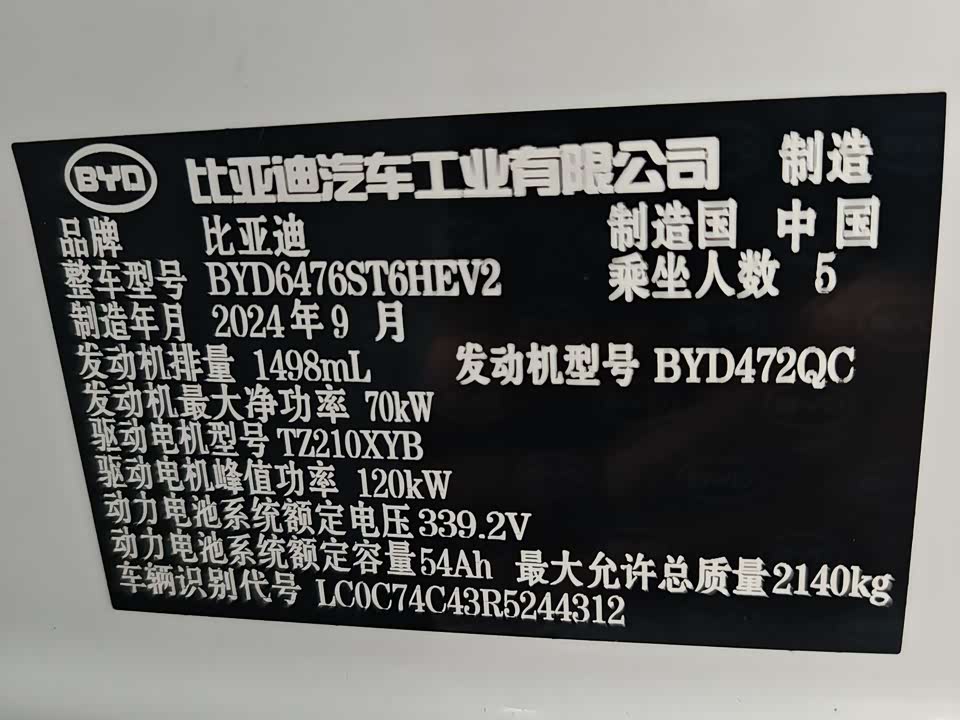 BYD 比亚迪汽车工业有限公司 制造
品牌 比亚迪 制造国 中国
整车型号 BYD6476ST6HEV2 乘坐人数 5
制造年月 2024年9月
发动机排量 1498mL 发动机型号 BYD472QC
发动机最大净功率 70kW
驱动电机型号 TZ210XYB
驱动电机峰值功率 120kW
动力电池系统额定电压 339.2V
动力电池系统额定容量 54Ah 最大允许总质量 2140kg
车辆识别代号 LC0C74C43R5244312